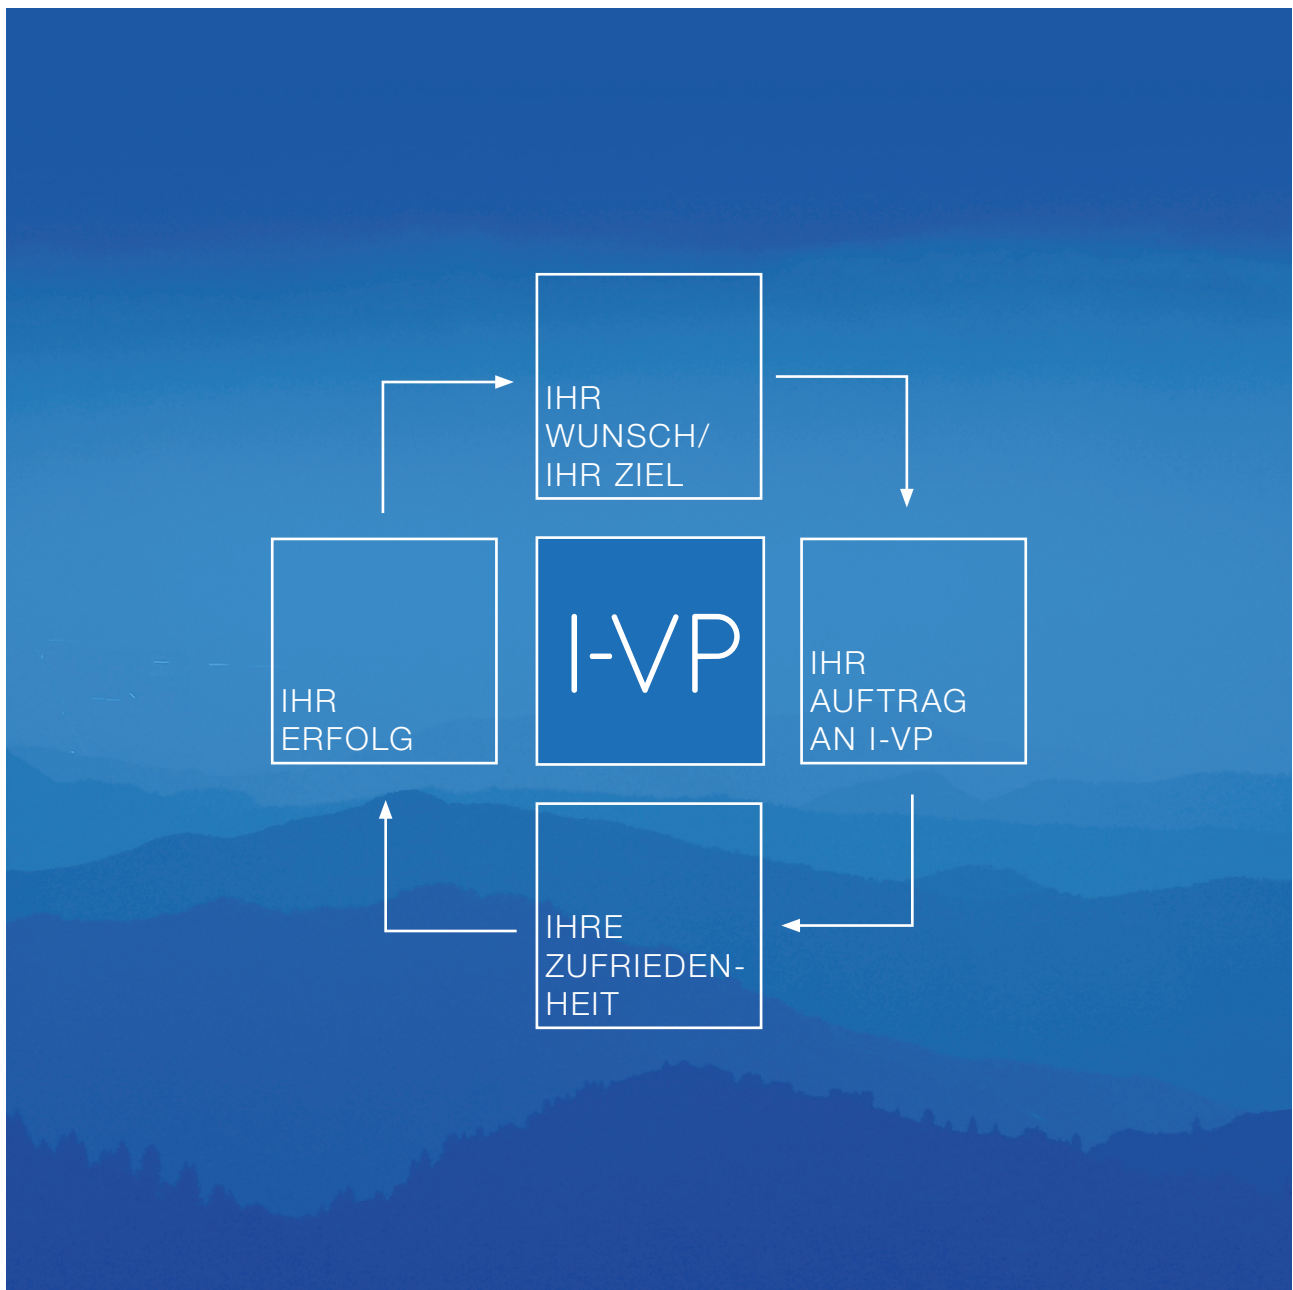 IHR
WUNSCH/
IHR ZIEL
IHR
ERFOLG
I-VP
IHR
AUFTRAG
AN I-VP
IHRE
ZUFRIEDEN-
HEIT